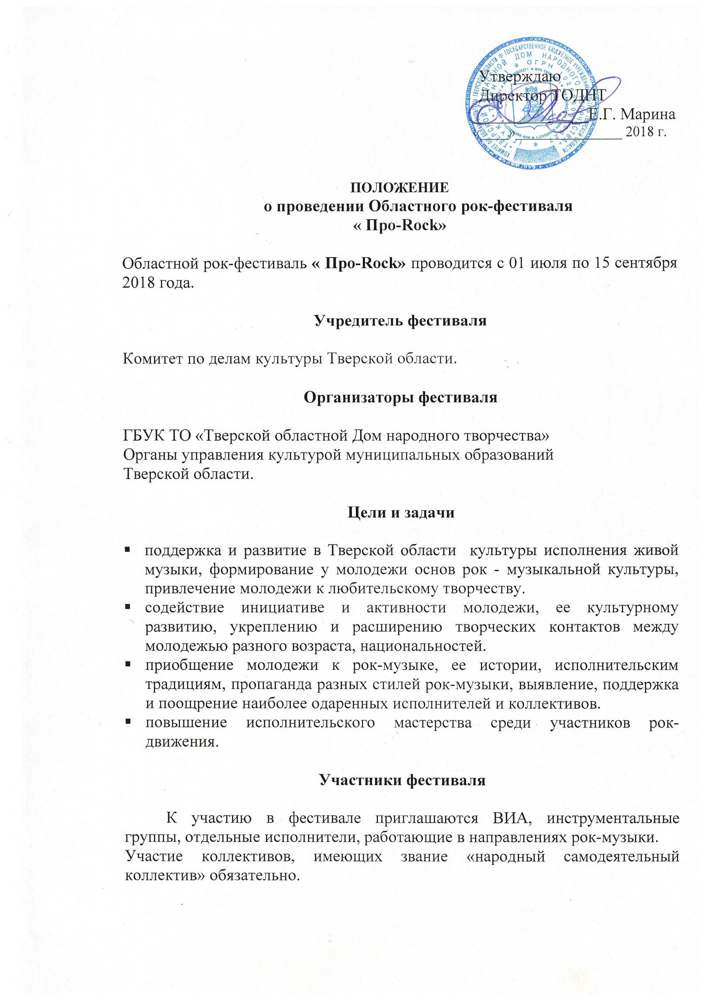 Утверждаю
Директор ТОДНТ
Е.Г. Марина
«____»______________ 2018 г.
ПОЛОЖЕНИЕ
о проведении Областного рок-фестиваля
« Про-Rock»
Областной рок-фестиваль « Про-Rock» проводится с 01 июля по 15 сентября
2018 года.
Учредитель фестиваля
Комитет по делам культуры Тверской области.
Организаторы фестиваля
ГБУК ТО «Тверской областной Дом народного творчества»
Органы управления культурой муниципальных образований
Тверской области.
Цели и задачи
▪ поддержка и развитие в Тверской области культуры исполнения живой
музыки, формирование у молодежи основ рок - музыкальной культуры,
привлечение молодежи к любительскому творчеству.
▪ содействие инициативе и активности молодежи, ее культурному
развитию, укреплению и расширению творческих контактов между
молодежью разного возраста, национальностей.
▪ приобщение молодежи к рок-музыке, ее истории, исполнительским
традициям, пропаганда разных стилей рок-музыки, выявление, поддержка
и поощрение наиболее одаренных исполнителей и коллективов.
▪ повышение исполнительского мастерства среди участников рок-
движения.
Участники фестиваля
К участию в фестивале приглашаются ВИА, инструментальные
группы, отдельные исполнители, работающие в направлениях рок-музыки.
Участие коллективов, имеющих звание «народный самодеятельный
коллектив» обязательно.